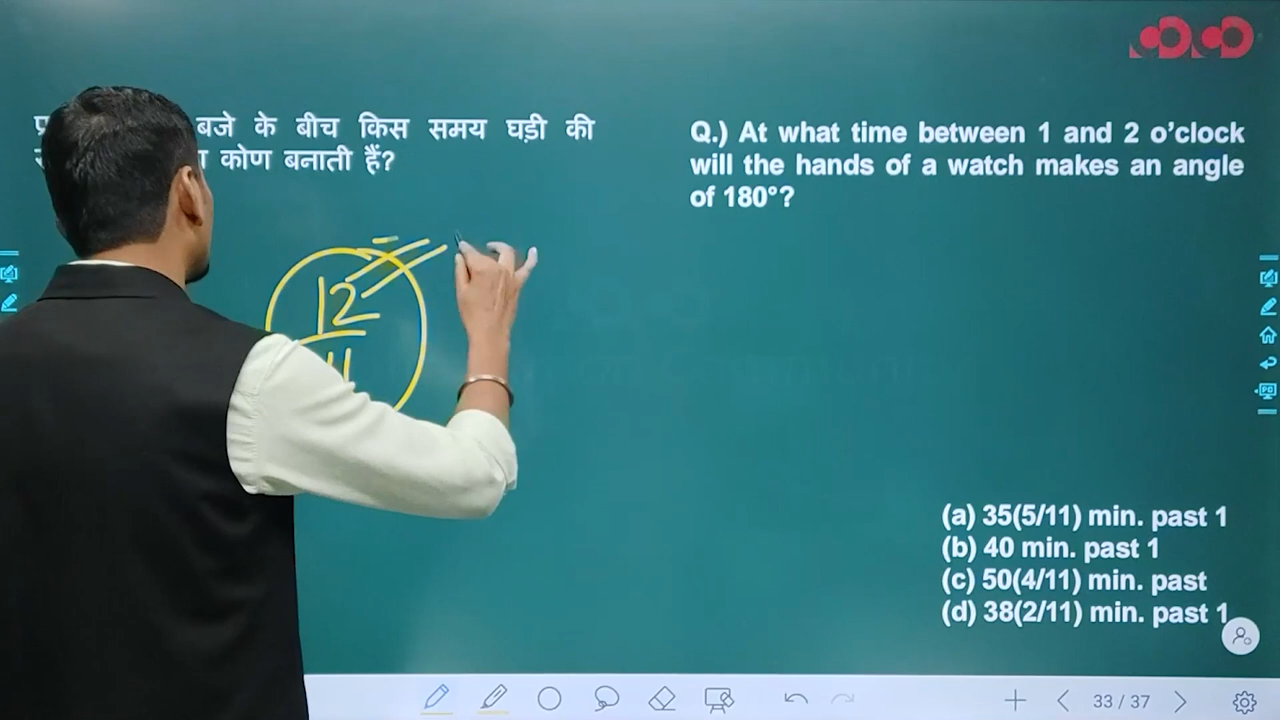 बजे के बीच किस समय घड़ी की
कोण बनाती हैं?
12
11
Q.) At what time between 1 and 2 o’clock
will the hands of a watch makes an angle
of 180°?
(a) 35(5/11) min. past 1
(b) 40 min. past 1
(c) 50(4/11) min. past
(d) 38(2/11) min. past 1
33 / 37